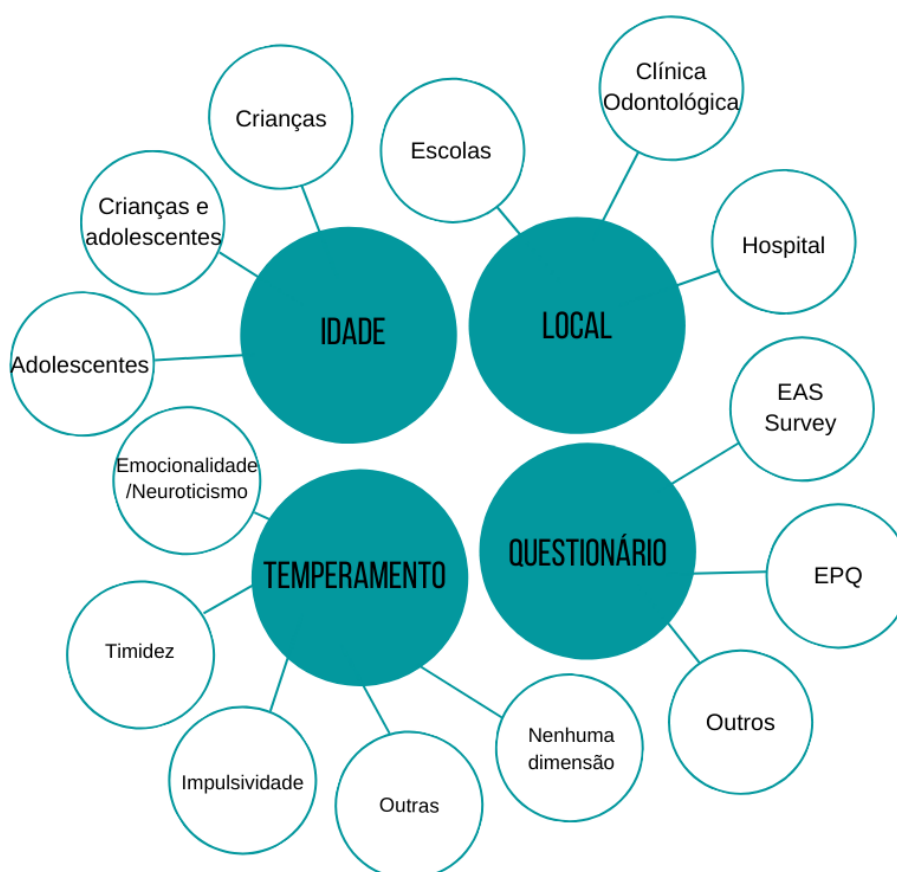 Crianças
Crianças e
adolescentes
Adolescentes
IDADE
Escolas
Clínica
Odontológica
Hospital
LOCAL
Emocionalidade
/Neuroticismo
Timidez
Impulsividade
Outras
Nenhuma
dimensão
TEMPERAMENTO
EAS
Survey
EPQ
Outros
QUESTIONÁRIO